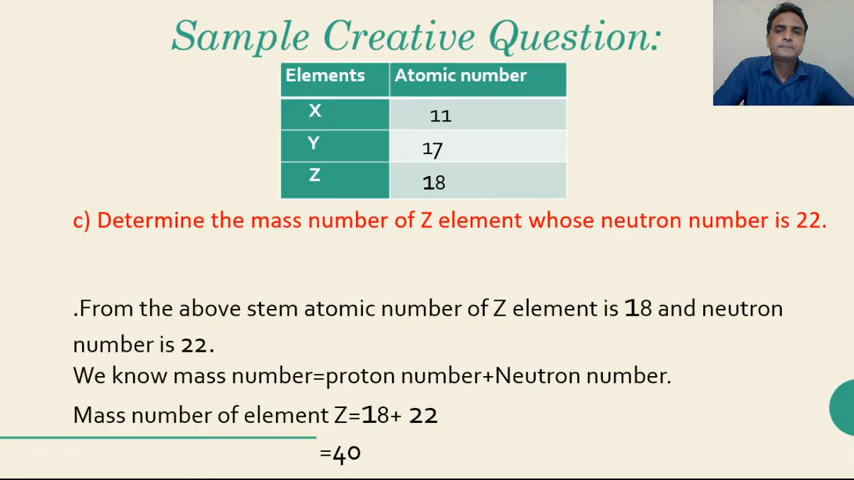 Sample Creative Question:
Elements Atomic number
X 11
Y 17
Z 18
c) Determine the mass number of Z element whose neutron number is 22.
.From the above stem atomic number of Z element is 18 and neutron
number is 22.
We know mass number=proton number+Neutron number.
Mass number of element Z=18+ 22
=40